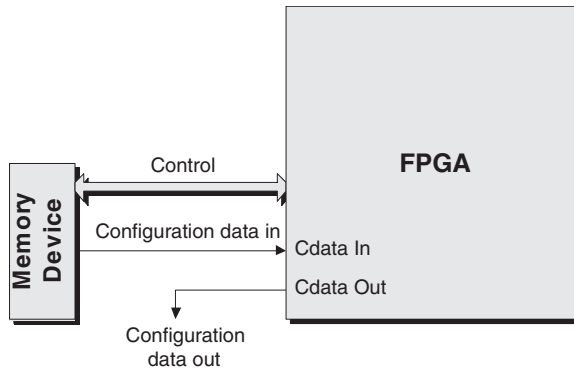 FPGA
Control
Memory
Device
Configuration data in
Cdata In
Cdata Out
Configuration
data out